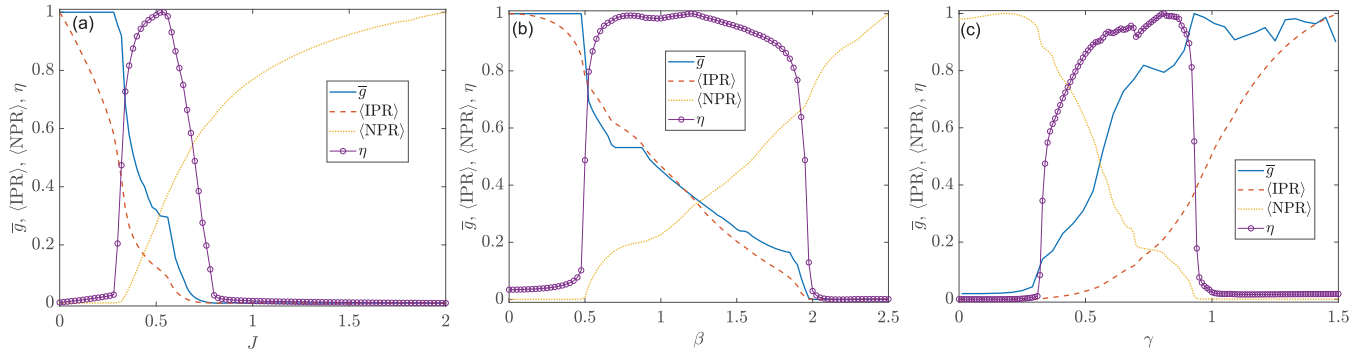 (a)
g̅, ⟨IPR⟩, ⟨NPR⟩, η
1
0.8
0.6
0.4
0.2
0
0
0.5
1
1.5
2
J
g̅
⟨IPR⟩
⟨NPR⟩
η
(b)
g̅, ⟨IPR⟩, ⟨NPR⟩, η
1
0.8
0.6
0.4
0.2
0
0
0.5
1
1.5
2
2.5
β
g̅
⟨IPR⟩
⟨NPR⟩
η
(c)
g̅, ⟨IPR⟩, ⟨NPR⟩, η
1
0.8
0.6
0.4
0.2
0
0
0.5
1
1.5
γ
g̅
⟨IPR⟩
⟨NPR⟩
η